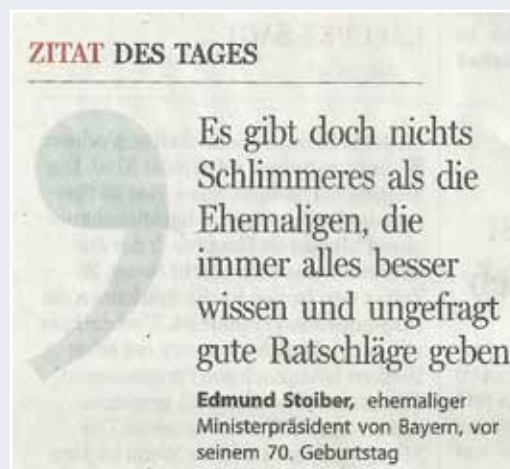 ZITAT DES TAGES
Es gibt doch nichts
Schlimmeres als die
Ehemaligen, die
immer alles besser
wissen und ungefragt
gute Ratschläge geben
Edmund Stoiber, ehemaliger
Ministerpräsident von Bayern, vor
seinem 70. Geburtstag